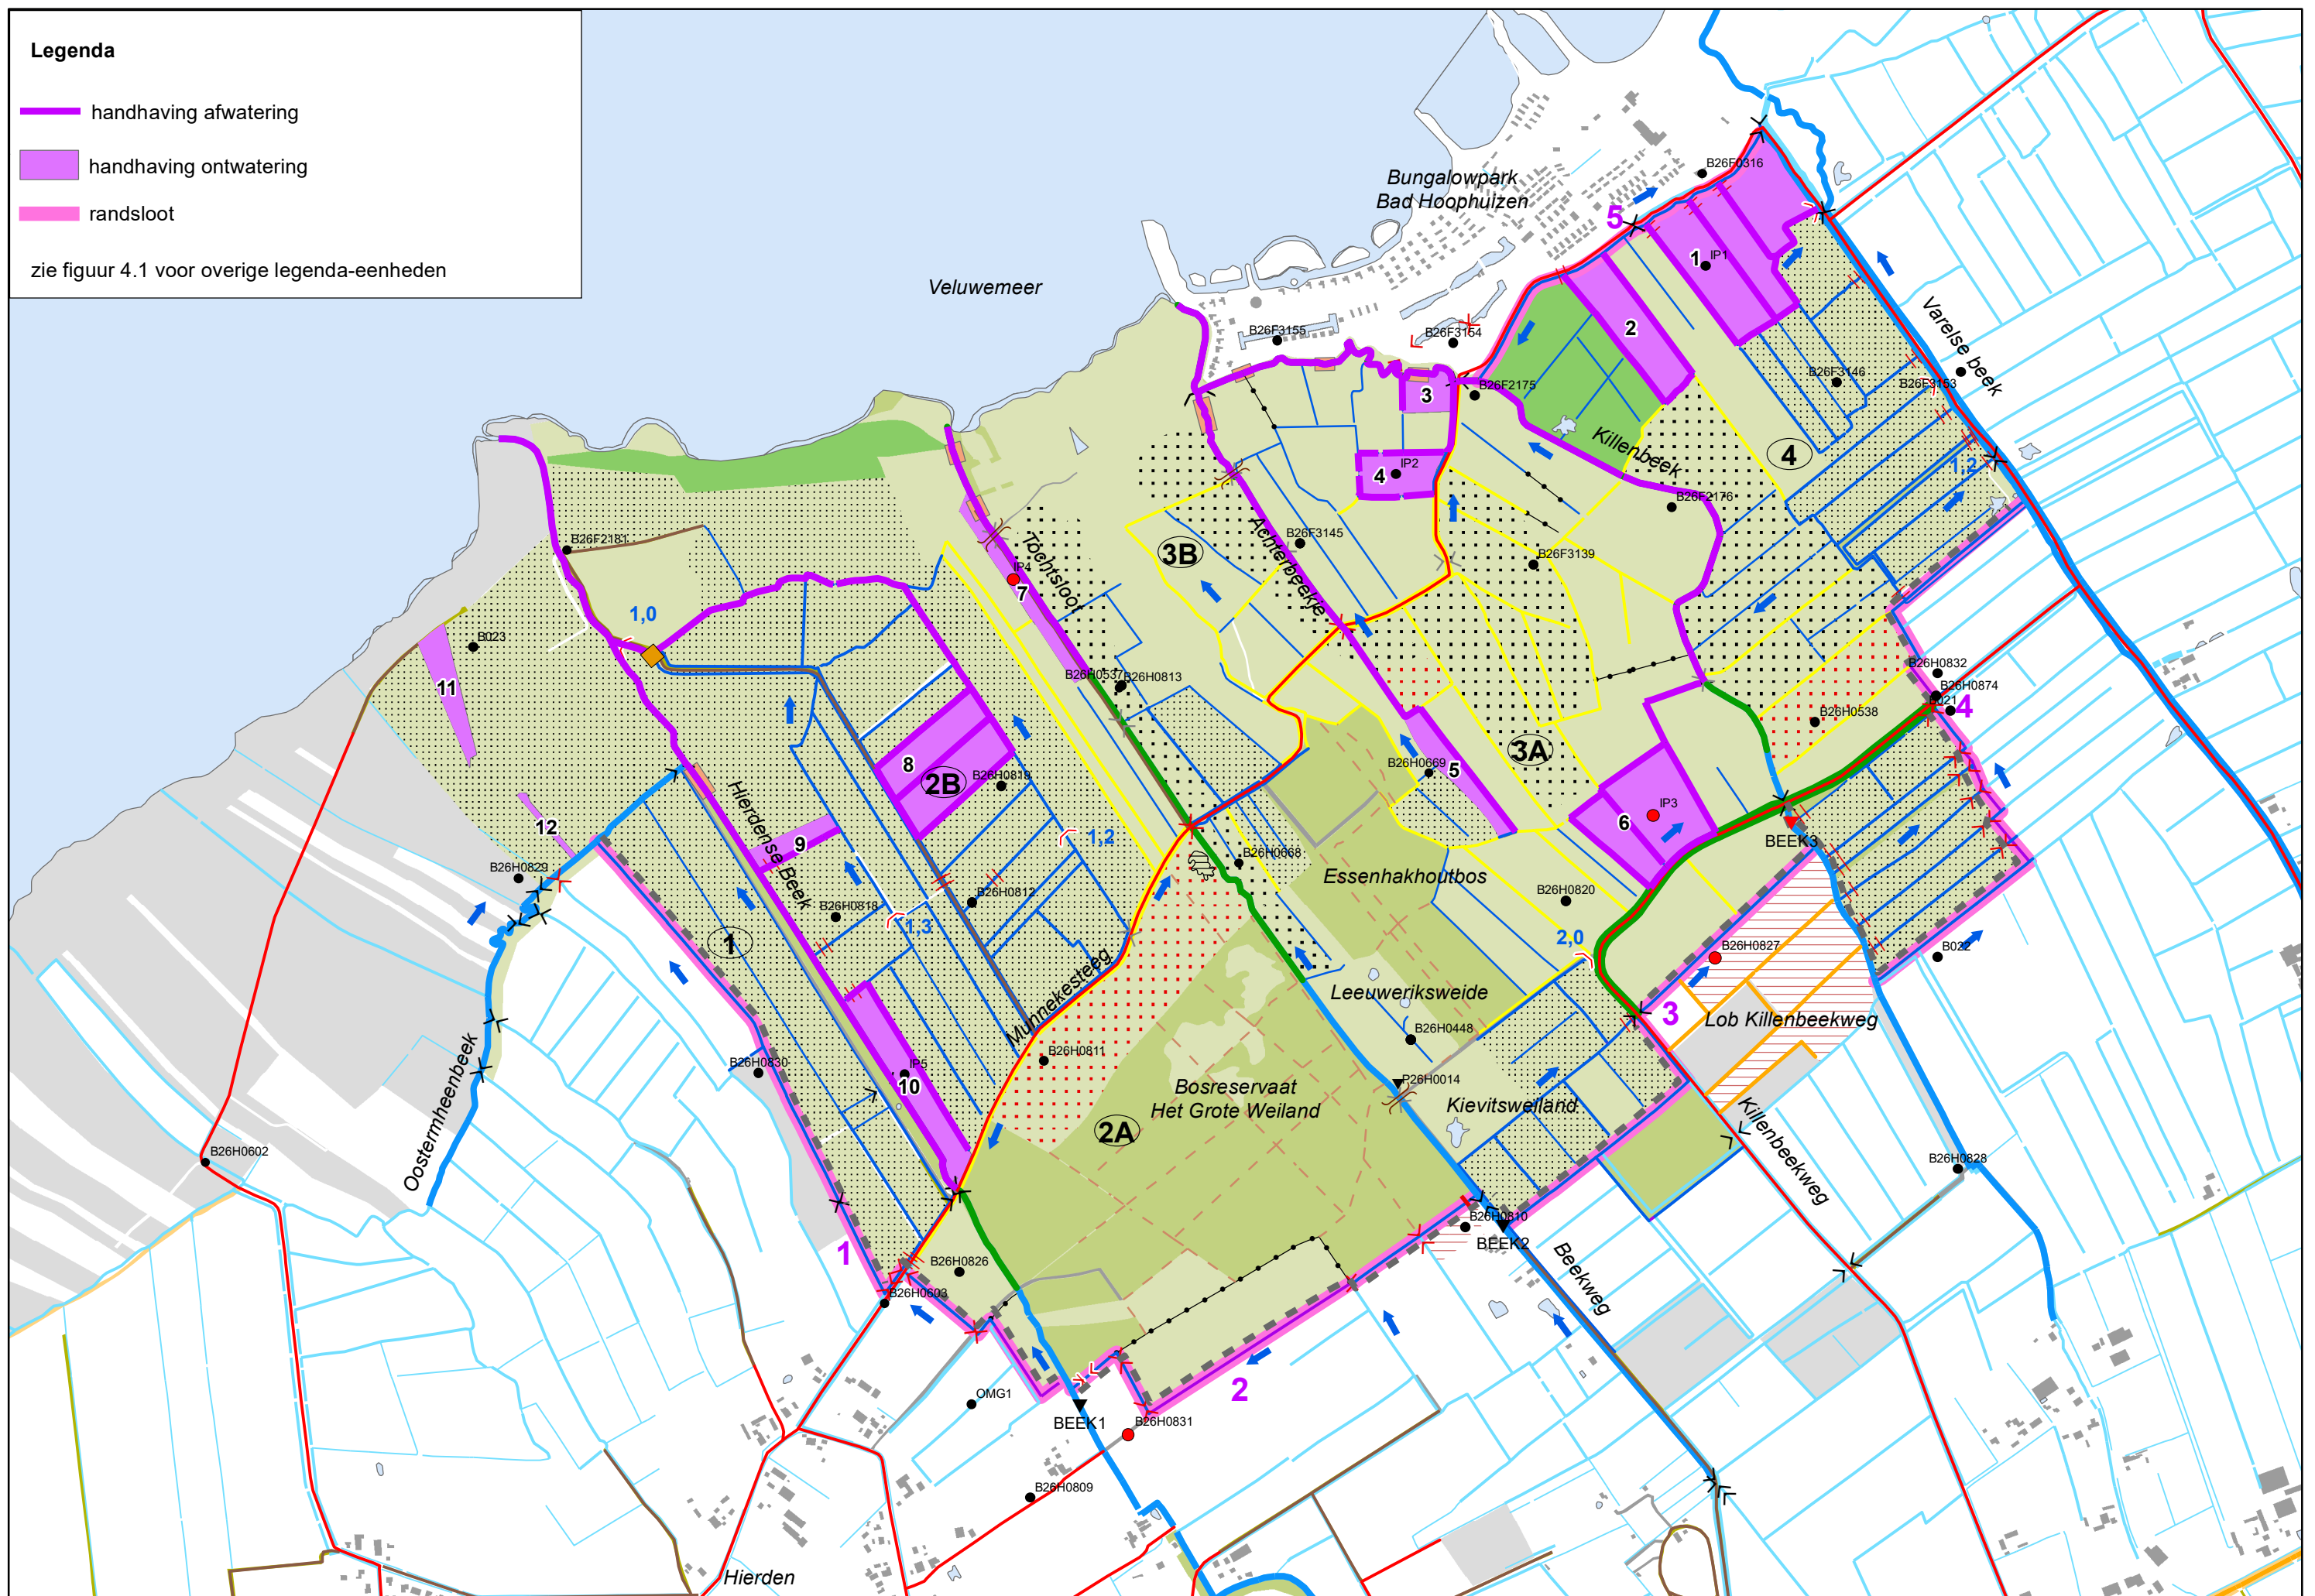 Legenda
handhaving afwatering
handhaving ontwatering
randsloot
zie figuur 4.1 voor overige legenda-eenheden
Veluwemeer
Bungalowpark
Bad Hoophuizen
B26F0316
5
1
IP1
2
Varelse beek
B26F3155
B26F3154
B26F3146
B26F3153
3
B26F2175
Killenbeek
4
1,2
4
IP2
B26F2176
B26F2181
Achterbeekje
B26F3145
3B
B26F3139
Tochtsloot
IP4
7
1,0
B023
11
B26H0537
B26H0813
B26H0832
B26H0874
B021
4
B26H0538
8
2B
B26H0819
Hierdense Beek
3A
B26H0669
5
IP3
6
12
9
1,2
BEEK3
B26H0829
B26H0668
Essenhakhoutbos
B26H0820
B26H0812
B26H0818
1,3
1
2,0
B26H0827
B022
Munnekesteeg
Leeuweriksweide
3
Lob Killenbeekweg
B26H0448
B26H0811
B26H0830
IP5
10
Oostermheenbeek
Bosreservaat
Het Grote Weiland
P26H0014
Kievitsweiland
2A
Killenbeekweg
B26H0602
B26H0828
B26H0810
BEEK2
1
B26H0826
Beekweg
B26H0603
2
OMG1
BEEK1
B26H0831
B26H0809
Hierden